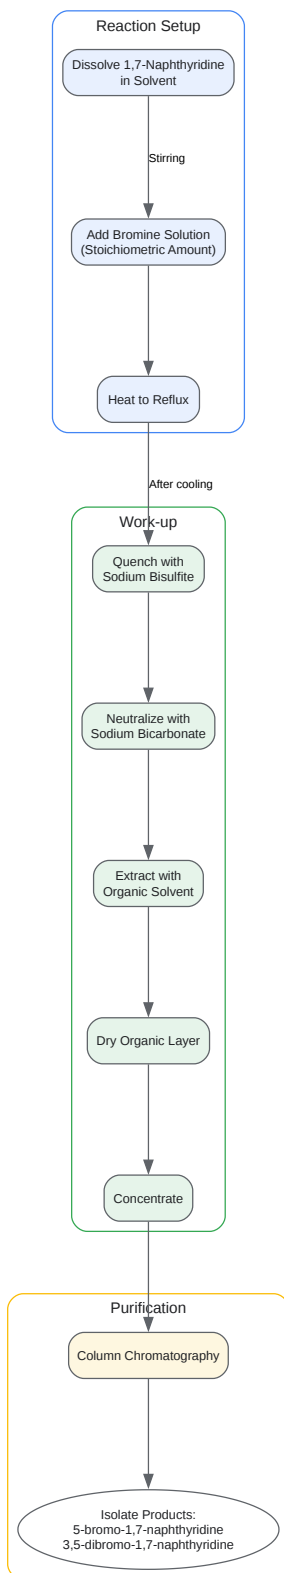 Reaction Setup
Dissolve 1,7-Naphthyridine
in Solvent
Stirring
Add Bromine Solution
(Stoichiometric Amount)
Heat to Reflux
After cooling
Work-up
Quench with
Sodium Bisulfite
Neutralize with
Sodium Bicarbonate
Extract with
Organic Solvent
Dry Organic Layer
Concentrate
Purification
Column Chromatography
Isolate Products:
5-bromo-1,7-naphthyridine
3,5-dibromo-1,7-naphthyridine